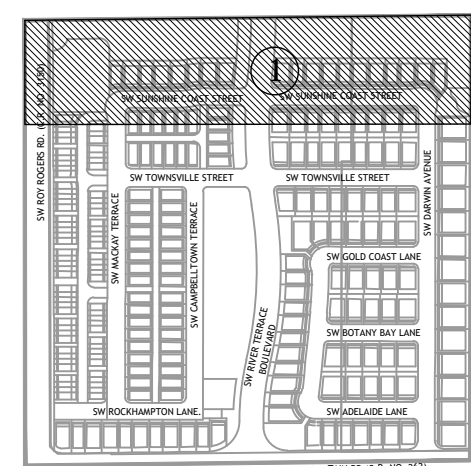 1
SW SUNSHINE COAST STREET
SW SUNSHINE COAST STREET
SW ROY ROGERS RD. (C.R. NO. 150)
SW TOWNSVILLE STREET
SW TOWNSVILLE STREET
SW DARWIN AVENUE
SW MACKAY TERRACE
SW CAMPBELLTOWN TERRACE
SW GOLD COAST LANE
SW RIVER TERRACE
BOULEVARD
SW BOTANY BAY LANE
SW ROCKHAMPTON LANE.
SW ADELAIDE LANE